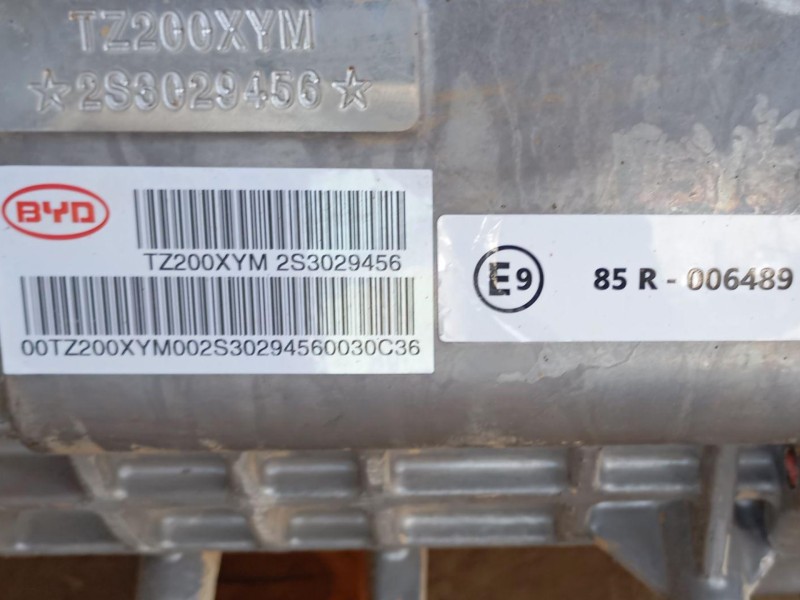 TZ200XYM
☆2S3029456☆
BYD
TZ200XYM 2S3029456
00TZ200XYM002S30294560030C36
E9 85 R - 006489